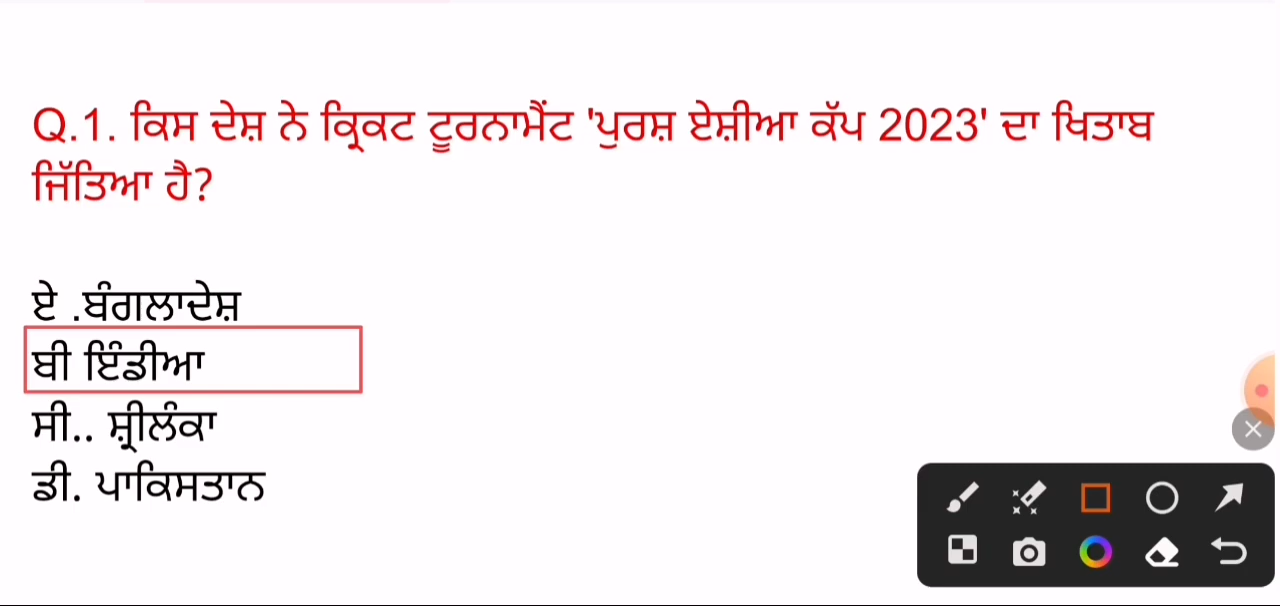 Q.1. ਕਿਸ ਦੇਸ਼ ਨੇ ਕ੍ਰਿਕਟ ਟੂਰਨਾਮੈਂਟ 'ਪੁਰਸ਼ ਏਸ਼ੀਆ ਕੱਪ 2023' ਦਾ ਖਿਤਾਬ
ਜਿੱਤਿਆ ਹੈ?
ਏ .ਬੰਗਲਾਦੇਸ਼
ਬੀ ਇੰਡੀਆ
ਸੀ.. ਸ਼੍ਰੀਲੰਕਾ
ਡੀ. ਪਾਕਿਸਤਾਨ